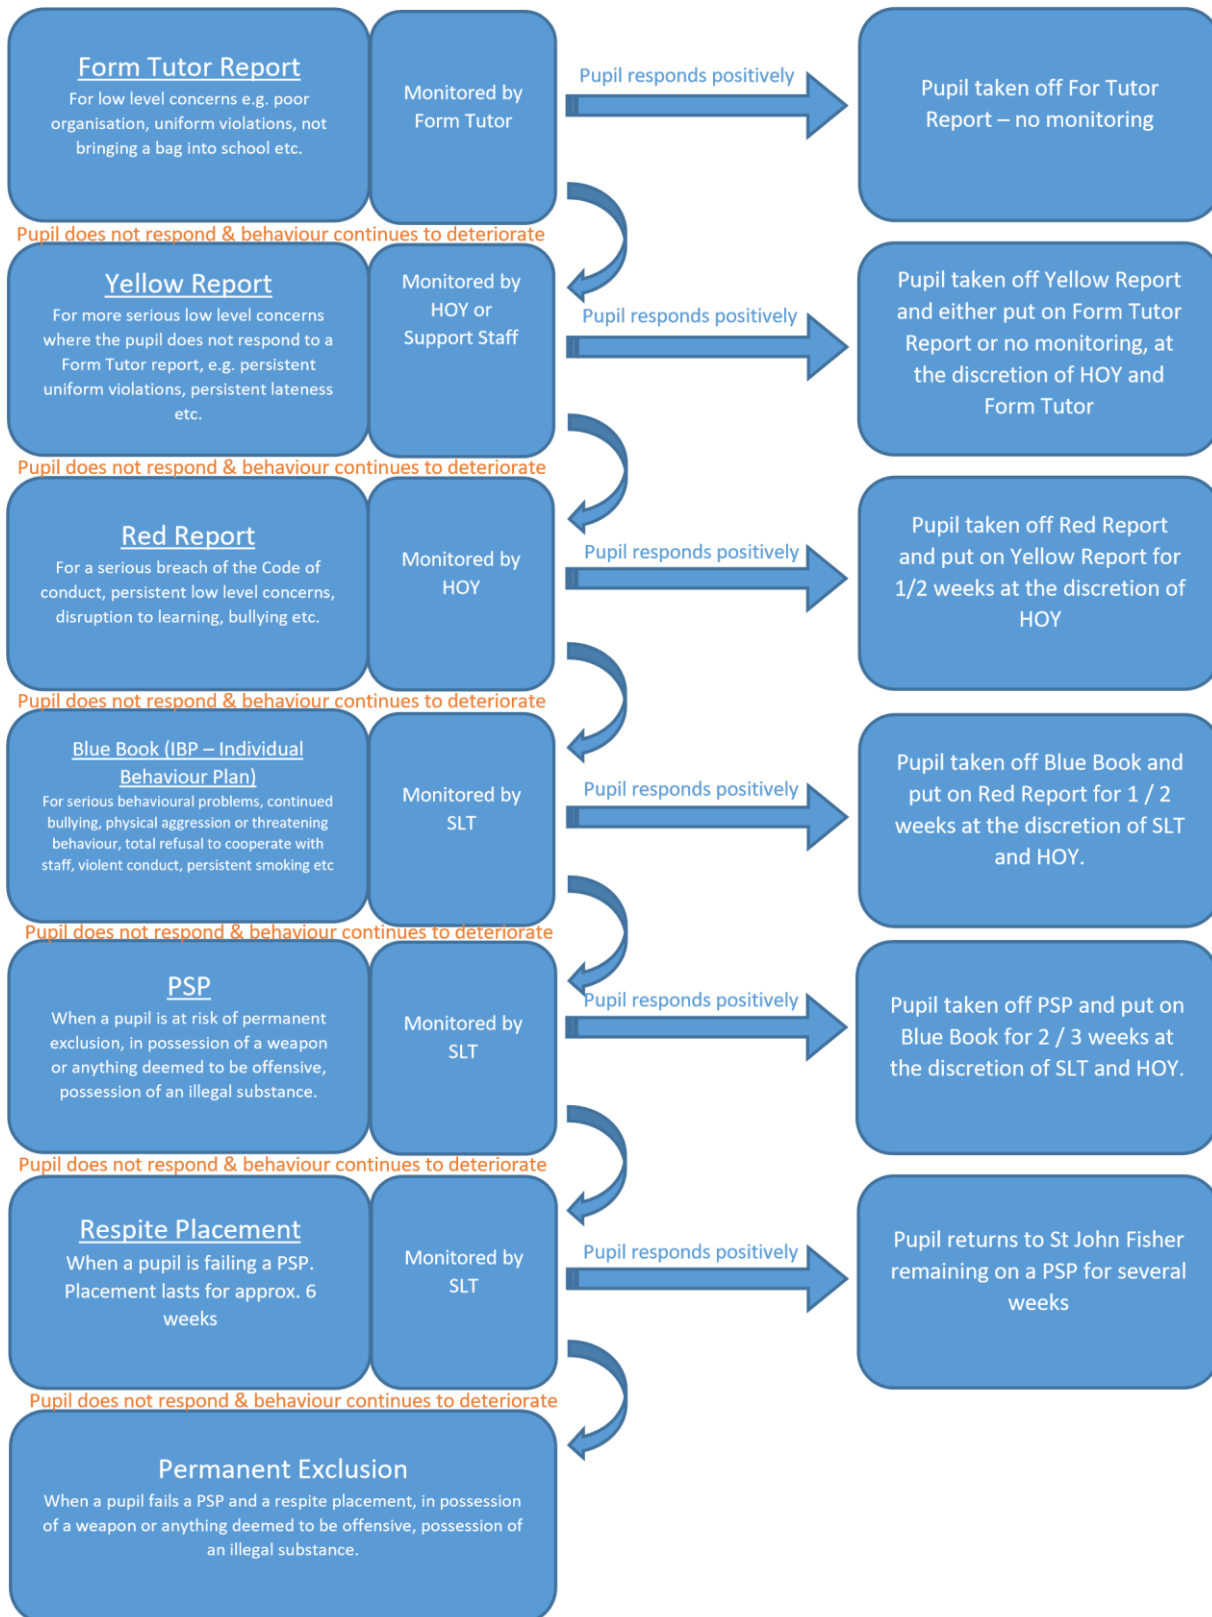 Form Tutor Report
For low level concerns e.g. poor
organisation, uniform violations, not
bringing a bag into school etc.
Monitored by
Form Tutor
Pupil responds positively
Pupil taken off For Tutor
Report – no monitoring
Pupil does not respond & behaviour continues to deteriorate
Yellow Report
For more serious low level concerns
where the pupil does not respond to a
Form Tutor report, e.g. persistent
uniform violations, persistent lateness
etc.
Monitored by
HOY or
Support Staff
Pupil responds positively
Pupil taken off Yellow Report
and either put on Form Tutor
Report or no monitoring, at
the discretion of HOY and
Form Tutor
Pupil does not respond & behaviour continues to deteriorate
Red Report
For a serious breach of the Code of
conduct, persistent low level concerns,
disruption to learning, bullying etc.
Monitored by
HOY
Pupil responds positively
Pupil taken off Red Report
and put on Yellow Report for
1/2 weeks at the discretion of
HOY
Pupil does not respond & behaviour continues to deteriorate
Blue Book (IBP – Individual
Behaviour Plan)
For serious behavioural problems, continued
bullying, physical aggression or threatening
behaviour, total refusal to cooperate with
staff, violent conduct, persistent smoking etc
Monitored by
SLT
Pupil responds positively
Pupil taken off Blue Book and
put on Red Report for 1 / 2
weeks at the discretion of SLT
and HOY.
Pupil does not respond & behaviour continues to deteriorate
PSP
When a pupil is at risk of permanent
exclusion, in possession of a weapon
or anything deemed to be offensive,
possession of an illegal substance.
Monitored by
SLT
Pupil responds positively
Pupil taken off PSP and put on
Blue Book for 2 / 3 weeks at
the discretion of SLT and HOY.
Pupil does not respond & behaviour continues to deteriorate
Respite Placement
When a pupil is failing a PSP.
Placement lasts for approx. 6
weeks
Monitored by
SLT
Pupil responds positively
Pupil returns to St John Fisher
remaining on a PSP for several
weeks
Pupil does not respond & behaviour continues to deteriorate
Permanent Exclusion
When a pupil fails a PSP and a respite placement, in possession
of a weapon or anything deemed to be offensive, possession of
an illegal substance.